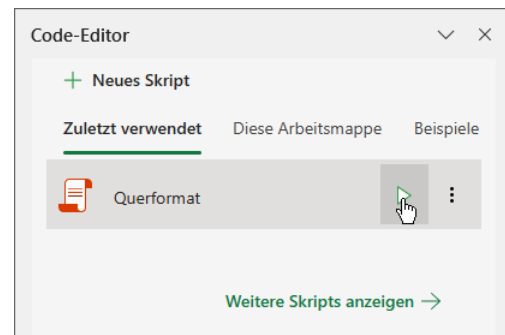 Code-Editor
Neues Skript
Zuletzt verwendet Diese Arbeitsmappe Beispiele
Querformat
Weitere Skripts anzeigen